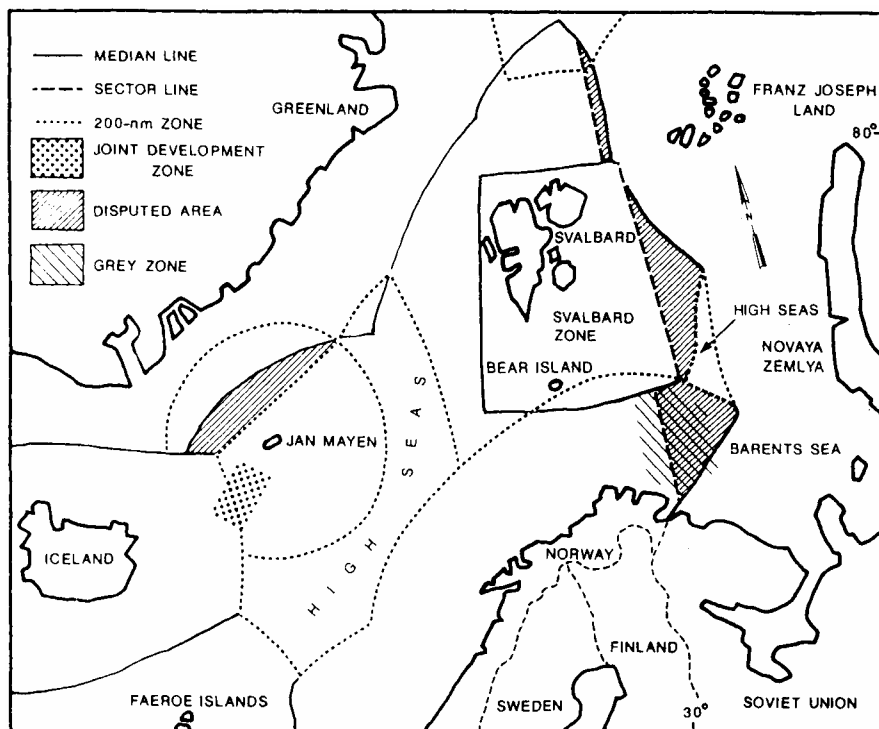 MEDIAN LINE
SECTOR LINE
200-nm ZONE
JOINT DEVELOPMENT
ZONE
DISPUTED AREA
GREY ZONE
GREENLAND
FRANZ JOSEPH
LAND
80°
N
SVALBARD
SVALBARD
ZONE
HIGH SEAS
BEAR ISLAND
NOVAYA
ZEMLYA
JAN MAYEN
HIGH SEAS
BARENTS SEA
ICELAND
NORWAY
FINLAND
FAEROE ISLANDS
SWEDEN
30°
SOVIET UNION